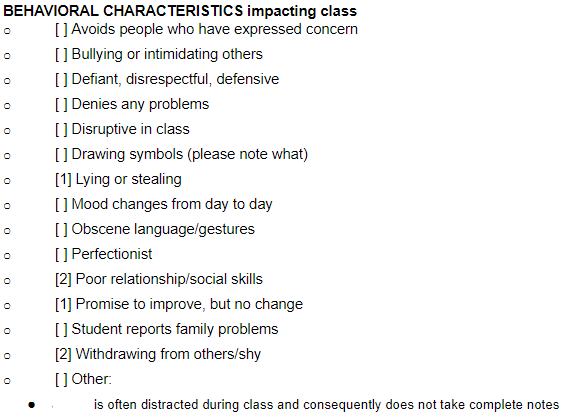 BEHAVIORAL CHARACTERISTICS impacting class
○ [ ] Avoids people who have expressed concern
○ [ ] Bullying or intimidating others
○ [ ] Defiant, disrespectful, defensive
○ [ ] Denies any problems
○ [ ] Disruptive in class
○ [ ] Drawing symbols (please note what)
○ [1] Lying or stealing
○ [ ] Mood changes from day to day
○ [ ] Obscene language/gestures
○ [ ] Perfectionist
○ [2] Poor relationship/social skills
○ [1] Promise to improve, but no change
○ [ ] Student reports family problems
○ [2] Withdrawing from others/shy
○ [ ] Other:
● is often distracted during class and consequently does not take complete notes